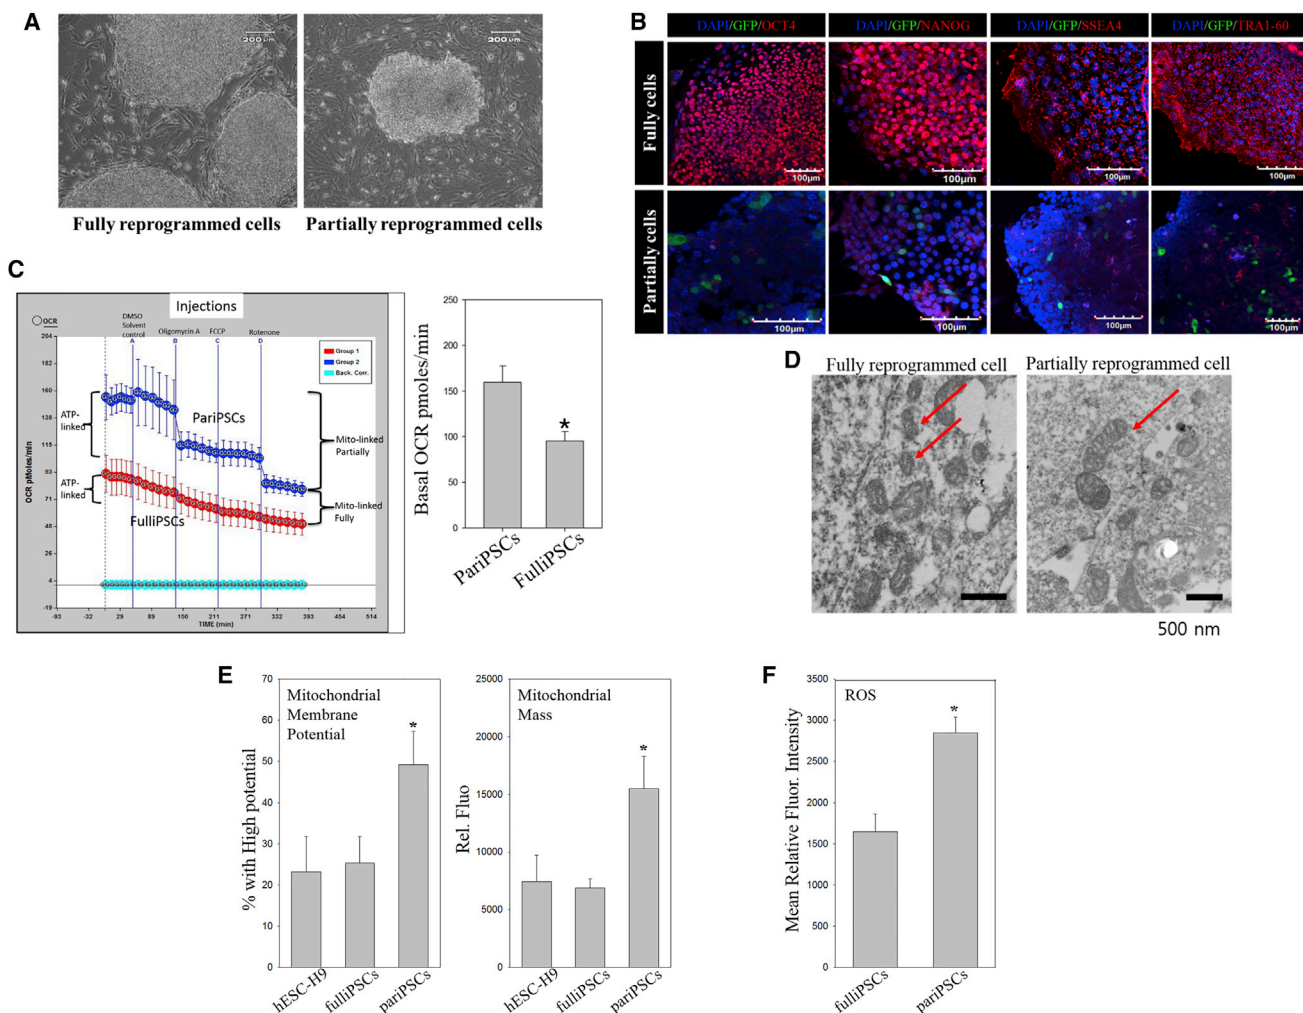 A
200 µm
200 µm
Fully reprogrammed cells
Partially reprogrammed cells
B
DAPI/GFP/OCT4
DAPI/GFP/NANOG
DAPI/GFP/SSEA4
DAPI/GFP/TRA1-60
Fully cells
100µm
100µm
100µm
100µm
Partially cells
100µm
100µm
100µm
100µm
C
Injections
OCR
DMSO
Solvent
control
Oligomycin A
FCCP
Rotenone
A
B
C
D
Group 1
Group 2
Back. Corr.
204
182
160
138
115
93
71
48
26
4
-19
OCR pMoles/min
ATP-
linked
ATP-
linked
PariPSCs
FulliPSCs
Mito-linked
Partially
Mito-linked
Fully
-93
-32
29
89
150
211
271
332
393
454
514
TIME (min)
250
200
150
100
50
0
Basal OCR pmoles/min
*
PariPSCs
FulliPSCs
D
Fully reprogrammed cell
Partially reprogrammed cell
500 nm
E
Mitochondrial
Membrane
Potential
70
60
50
40
30
20
10
0
% with High potential
*
hESC-H9
fulliPSCs
pariPSCs
Mitochondrial
Mass
25000
20000
15000
10000
5000
0
Rel. Fluo
*
hESC-H9
fulliPSCs
pariPSCs
F
ROS
3500
3000
2500
2000
1500
1000
500
0
Mean Relative Fluor. Intensity
*
fulliPSCs
pariPSCs